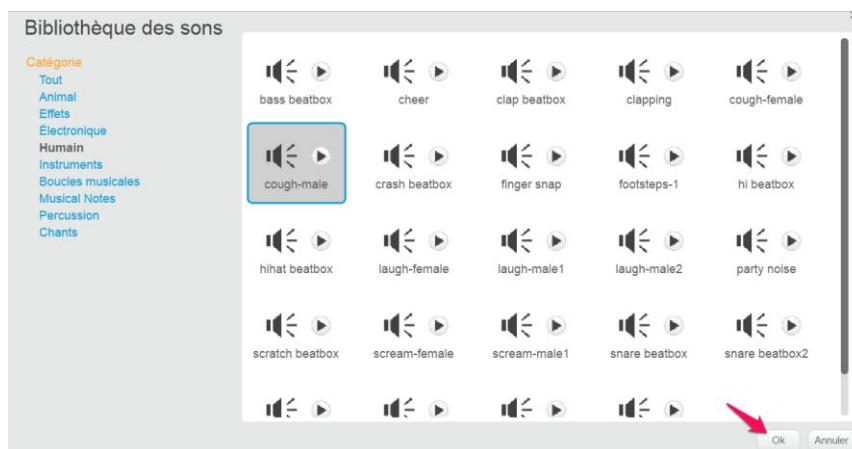 Bibliothèque des sons
Catégorie
Tout
Animal
Effets
Électronique
Humain
Instruments
Boucles musicales
Musical Notes
Percussion
Chants
bass beatbox
cheer
clap beatbox
clapping
cough-female
cough-male
crash beatbox
finger snap
footsteps-1
hi beatbox
hihat beatbox
laugh-female
laugh-male1
laugh-male2
party noise
scratch beatbox
scream-female
scream-male1
snare beatbox
snare beatbox2
Ok
Annuler